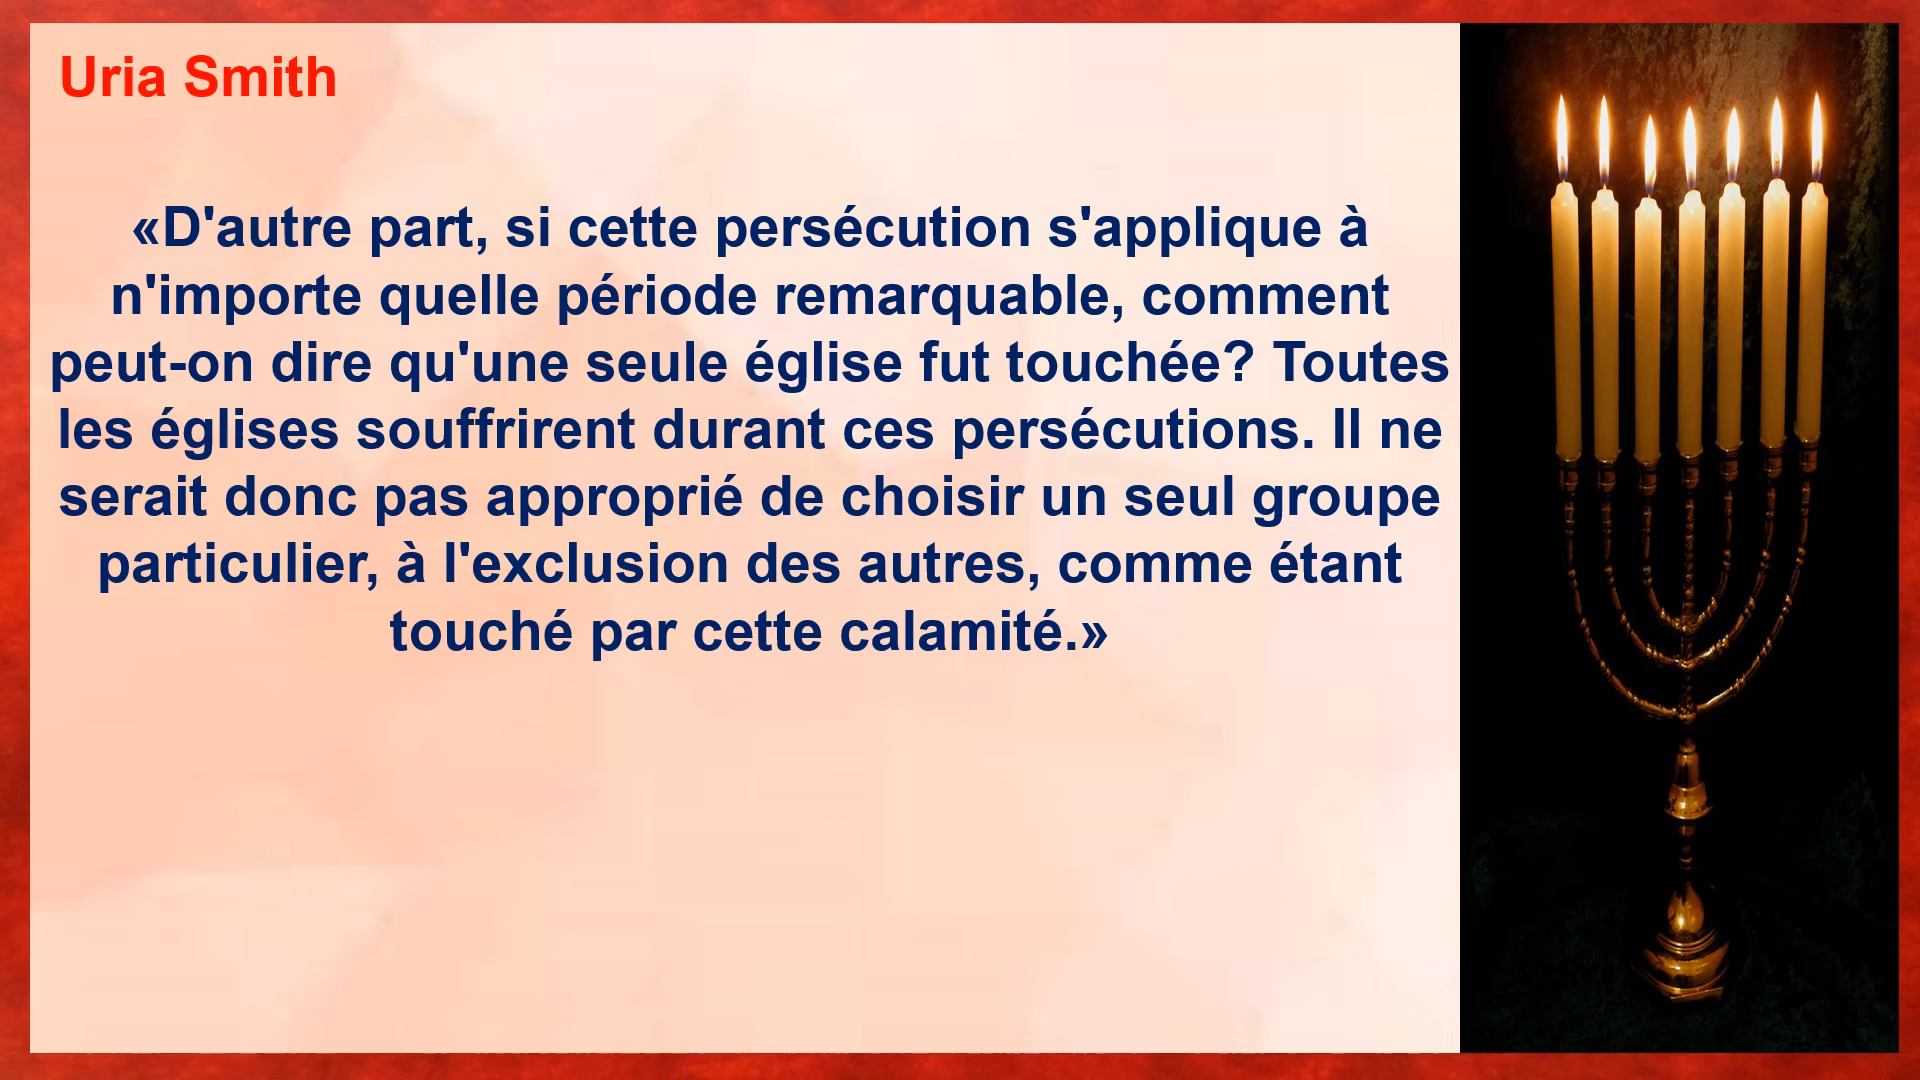 Uria Smith
«D'autre part, si cette persécution s'applique à
n'importe quelle période remarquable, comment
peut-on dire qu'une seule église fut touchée? Toutes
les églises souffrirent durant ces persécutions. Il ne
serait donc pas approprié de choisir un seul groupe
particulier, à l'exclusion des autres, comme étant
touché par cette calamité.»